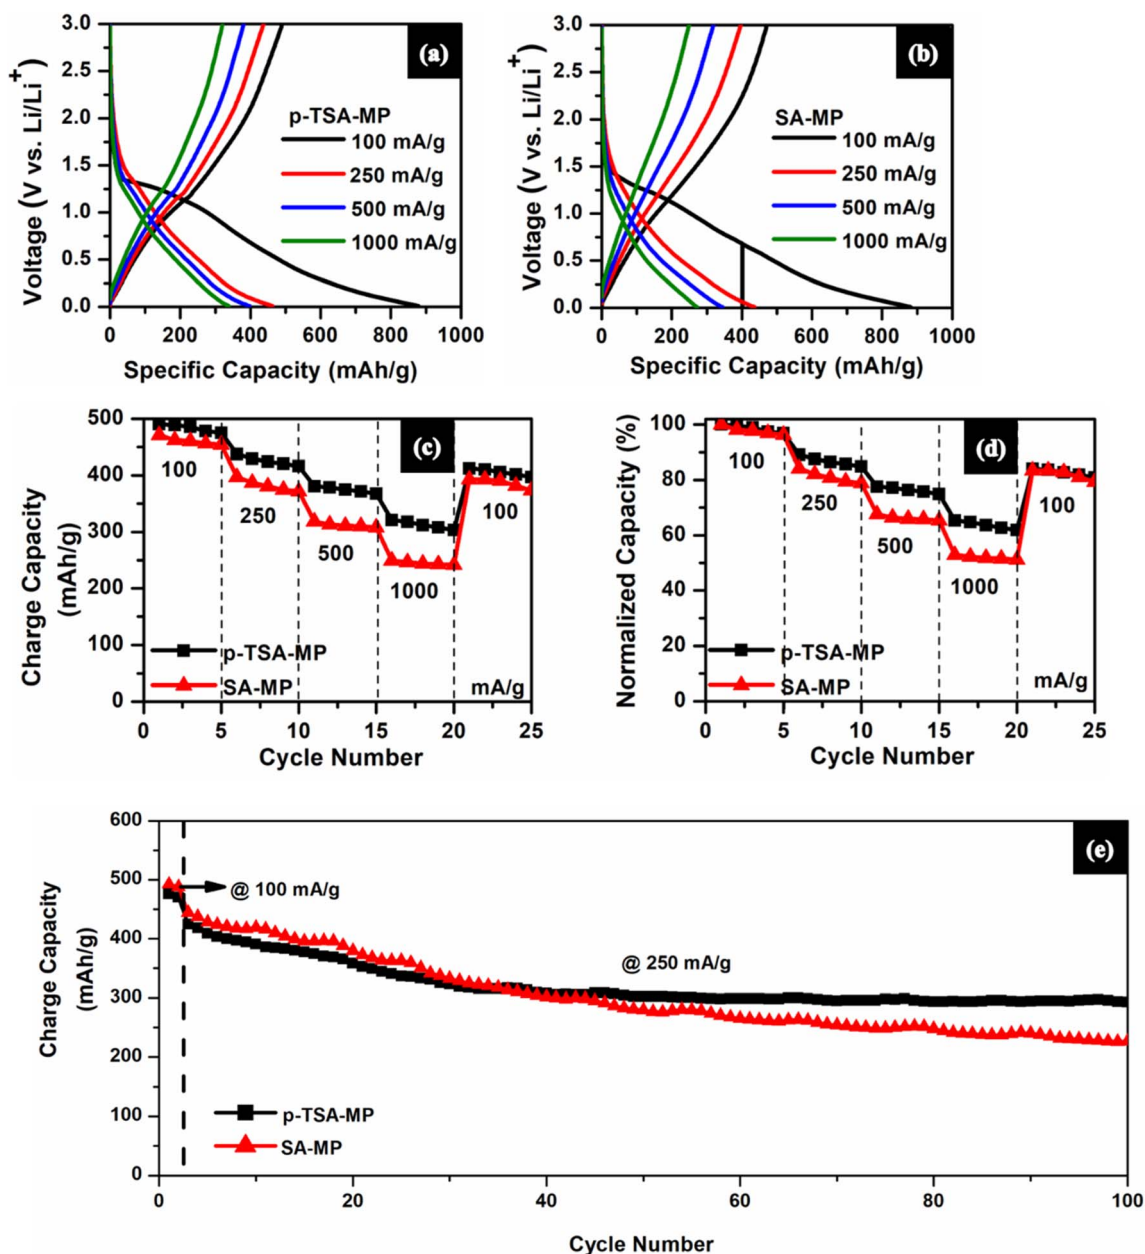 (a)
Voltage (V vs. Li/Li+)
3.0
2.5
2.0
1.5
1.0
0.5
0.0
p-TSA-MP
100 mA/g
250 mA/g
500 mA/g
1000 mA/g
0 200 400 600 800 1000
Specific Capacity (mAh/g)
(b)
Voltage (V vs. Li/Li+)
3.0
2.5
2.0
1.5
1.0
0.5
0.0
SA-MP
100 mA/g
250 mA/g
500 mA/g
1000 mA/g
0 200 400 600 800 1000
Specific Capacity (mAh/g)
(c)
Charge Capacity
(mAh/g)
500
400
300
200
100
0
100
250
500
1000
100
p-TSA-MP
SA-MP
mA/g
0 5 10 15 20 25
Cycle Number
(d)
Normalized Capacity (%)
100
80
60
40
20
0
100
250
500
1000
100
p-TSA-MP
SA-MP
mA/g
0 5 10 15 20 25
Cycle Number
(e)
Charge Capacity
(mAh/g)
600
500
400
300
200
100
0
@ 100 mA/g
@ 250 mA/g
p-TSA-MP
SA-MP
0 20 40 60 80 100
Cycle Number